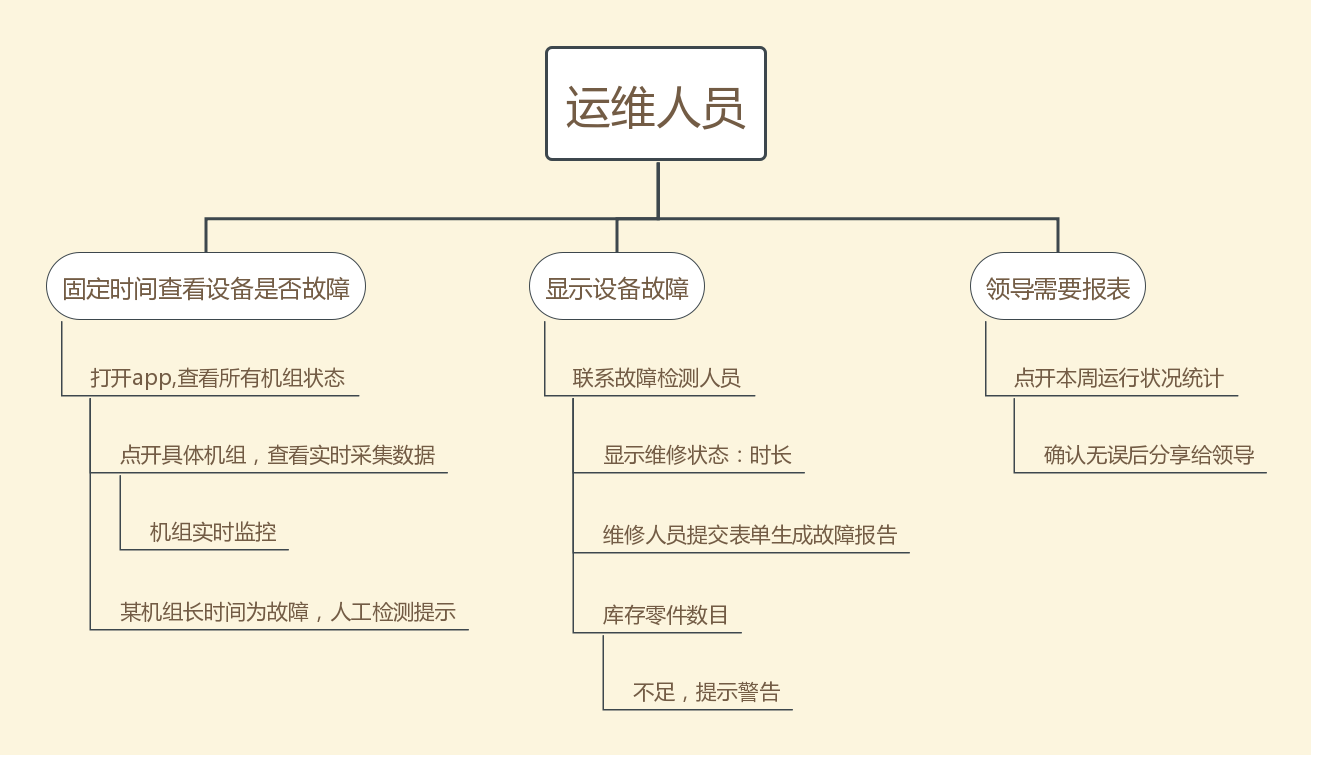 运维人员
固定时间查看设备是否故障
打开app,查看所有机组状态
点开具体机组，查看实时采集数据
机组实时监控
某机组长时间为故障，人工检测提示
显示设备故障
联系故障检测人员
显示维修状态：时长
维修人员提交表单生成故障报告
库存零件数目
不足，提示警告
领导需要报表
点开本周运行状况统计
确认无误后分享给领导